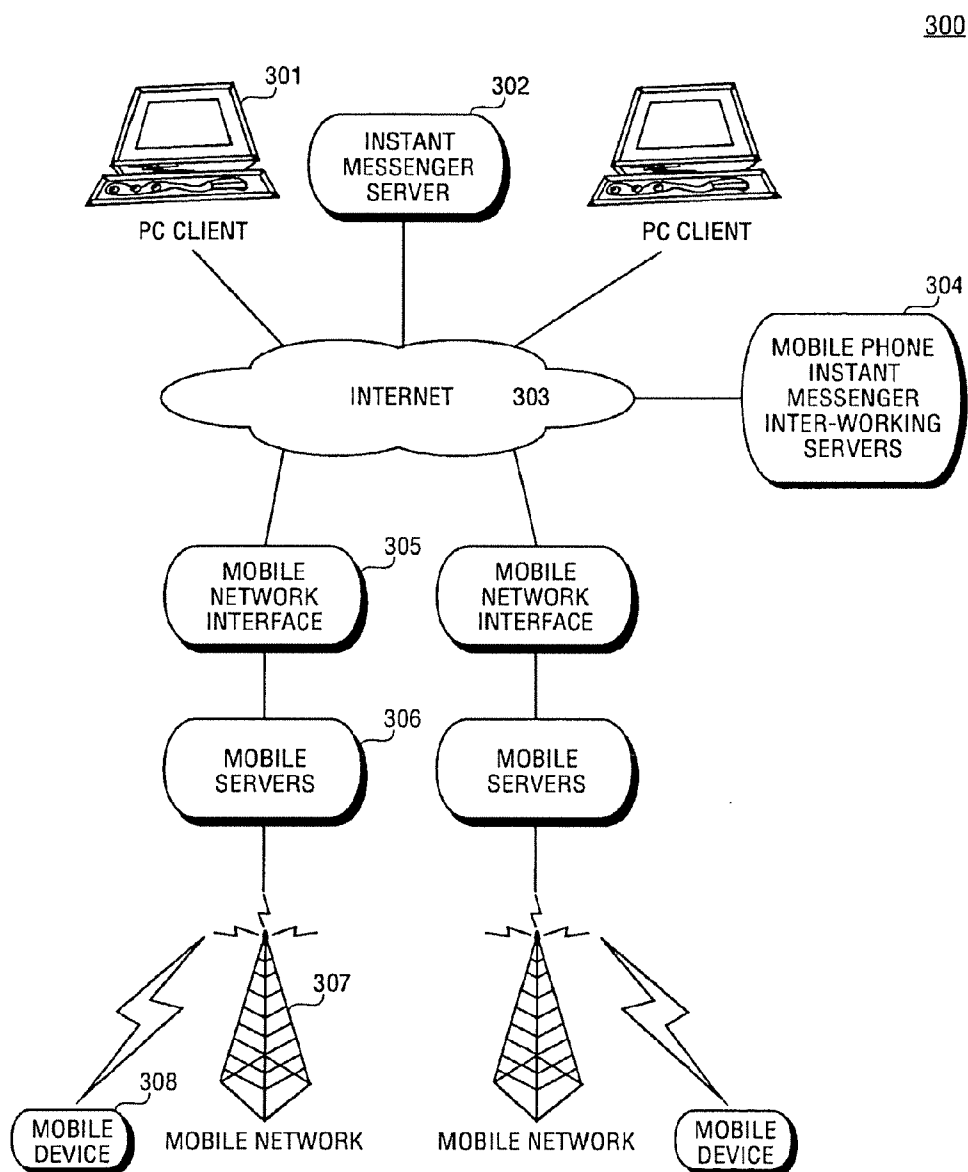 300
301
302
INSTANT
MESSENGER
SERVER
PC CLIENT
PC CLIENT
304
MOBILE PHONE
INSTANT
MESSENGER
INTER-WORKING
SERVERS
INTERNET 303
305
MOBILE
NETWORK
INTERFACE
MOBILE
NETWORK
INTERFACE
306
MOBILE
SERVERS
MOBILE
SERVERS
307
308
MOBILE
DEVICE
MOBILE NETWORK
MOBILE NETWORK
MOBILE
DEVICE